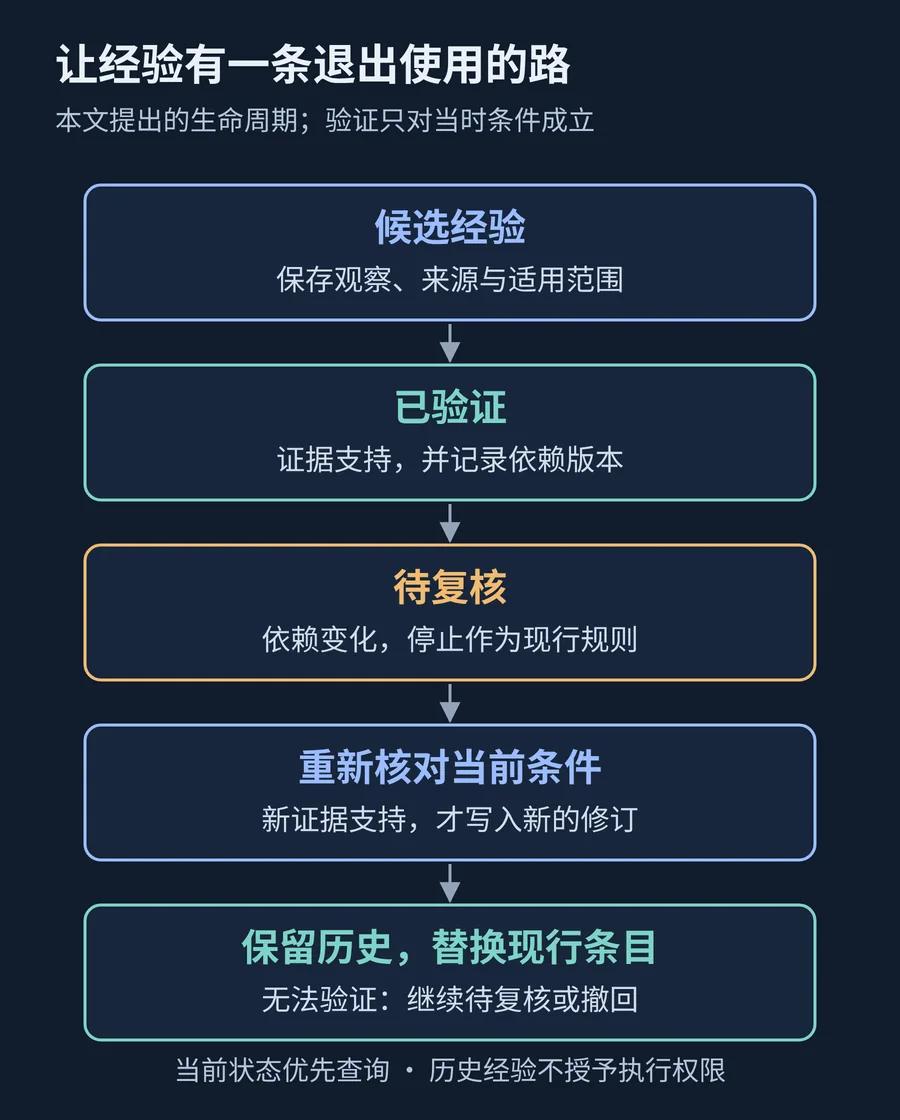 让经验有一条退出使用的路
本文提出的生命周期；验证只对当时条件成立
候选经验
保存观察、来源与适用范围
已验证
证据支持，并记录依赖版本
待复核
依赖变化，停止作为现行规则
重新核对当前条件
新证据支持，才写入新的修订
保留历史，替换现行条目
无法验证：继续待复核或撤回
当前状态优先查询 · 历史经验不授予执行权限